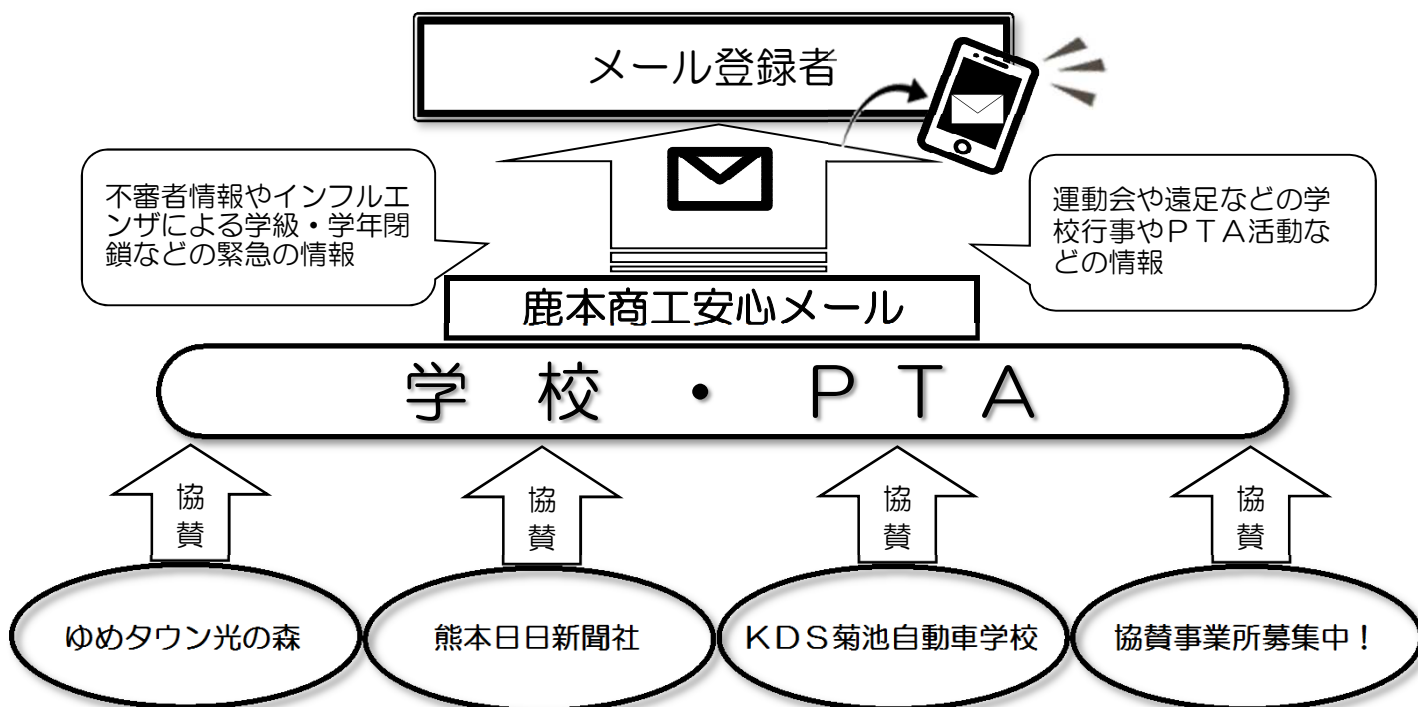 メール登録者
不審者情報やインフルエ
ンザによる学級・学年閉
鎖などの緊急の情報
運動会や遠足などの学
校行事やＰＴＡ活動な
どの情報
鹿本商工安心メール
学校・ＰＴＡ
協
賛
協
賛
協
賛
協
賛
ゆめタウン光の森
熊本日日新聞社
ＫＤＳ菊池自動車学校
協賛事業所募集中！